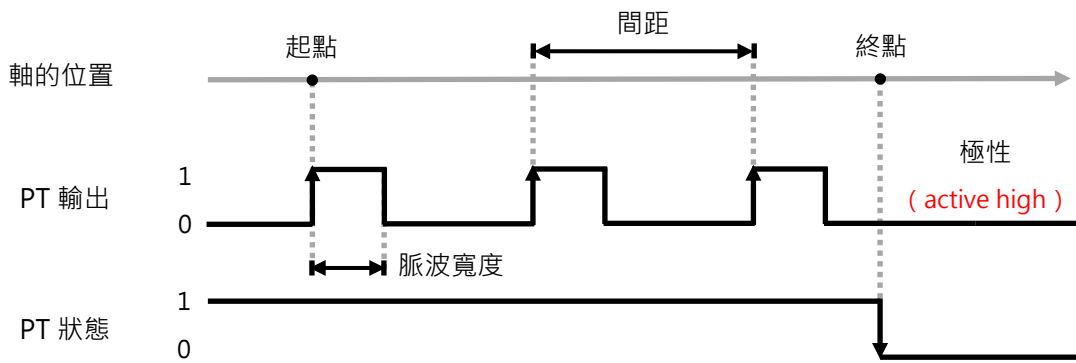 間距
起點
終點
軸的位置
極性
1
PT 輸出
( active high )
0
脈波寬度
1
PT 狀態
0